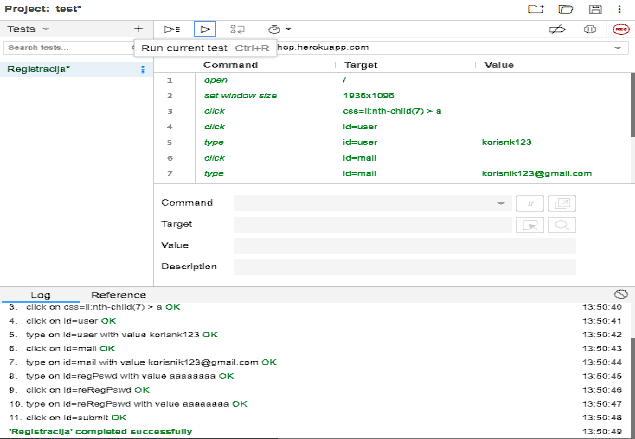 Project: test*
Tests
Search tests...
Run current test Ctrl+R
hop.herokuapp.com
Registracija*
Command Target Value
1 open /
2 set window size 1936x1096
3 click css=li:nth-child(7) > a
4 click id=user
5 type id=user korisnk123
6 click id=mail
7 type id=mail korisnik123@gmail.com
Command
//
Target
Value
Description
Log Reference
3. click on css=li:nth-child(7) > a OK 13:50:40
4. click on id=user OK 13:50:41
5. type on id=user with value korisnk123 OK 13:50:42
6. click on id=mail OK 13:50:43
7. type on id=mail with value korisnik123@gmail.com OK 13:50:44
8. type on id=regPswd with value aaaaaaaa OK 13:50:45
9. click on id=reRegPswd OK 13:50:46
10. type on id=reRegPswd with value aaaaaaaa OK 13:50:47
11. click on id=submit OK 13:50:48
'Registracija' completed successfully 13:50:49